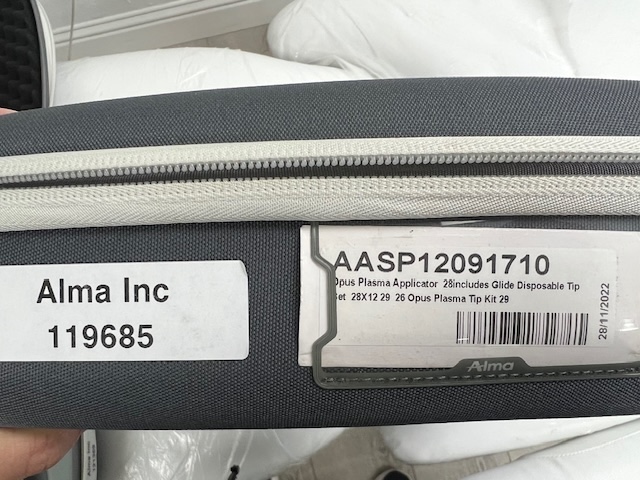 Alma Inc
119685
AASP12091710
Opus Plasma Applicator 28includes Glide Disposable Tip
Set 28X12 29 26 Opus Plasma Tip Kit 29
28/11/2022
Alma